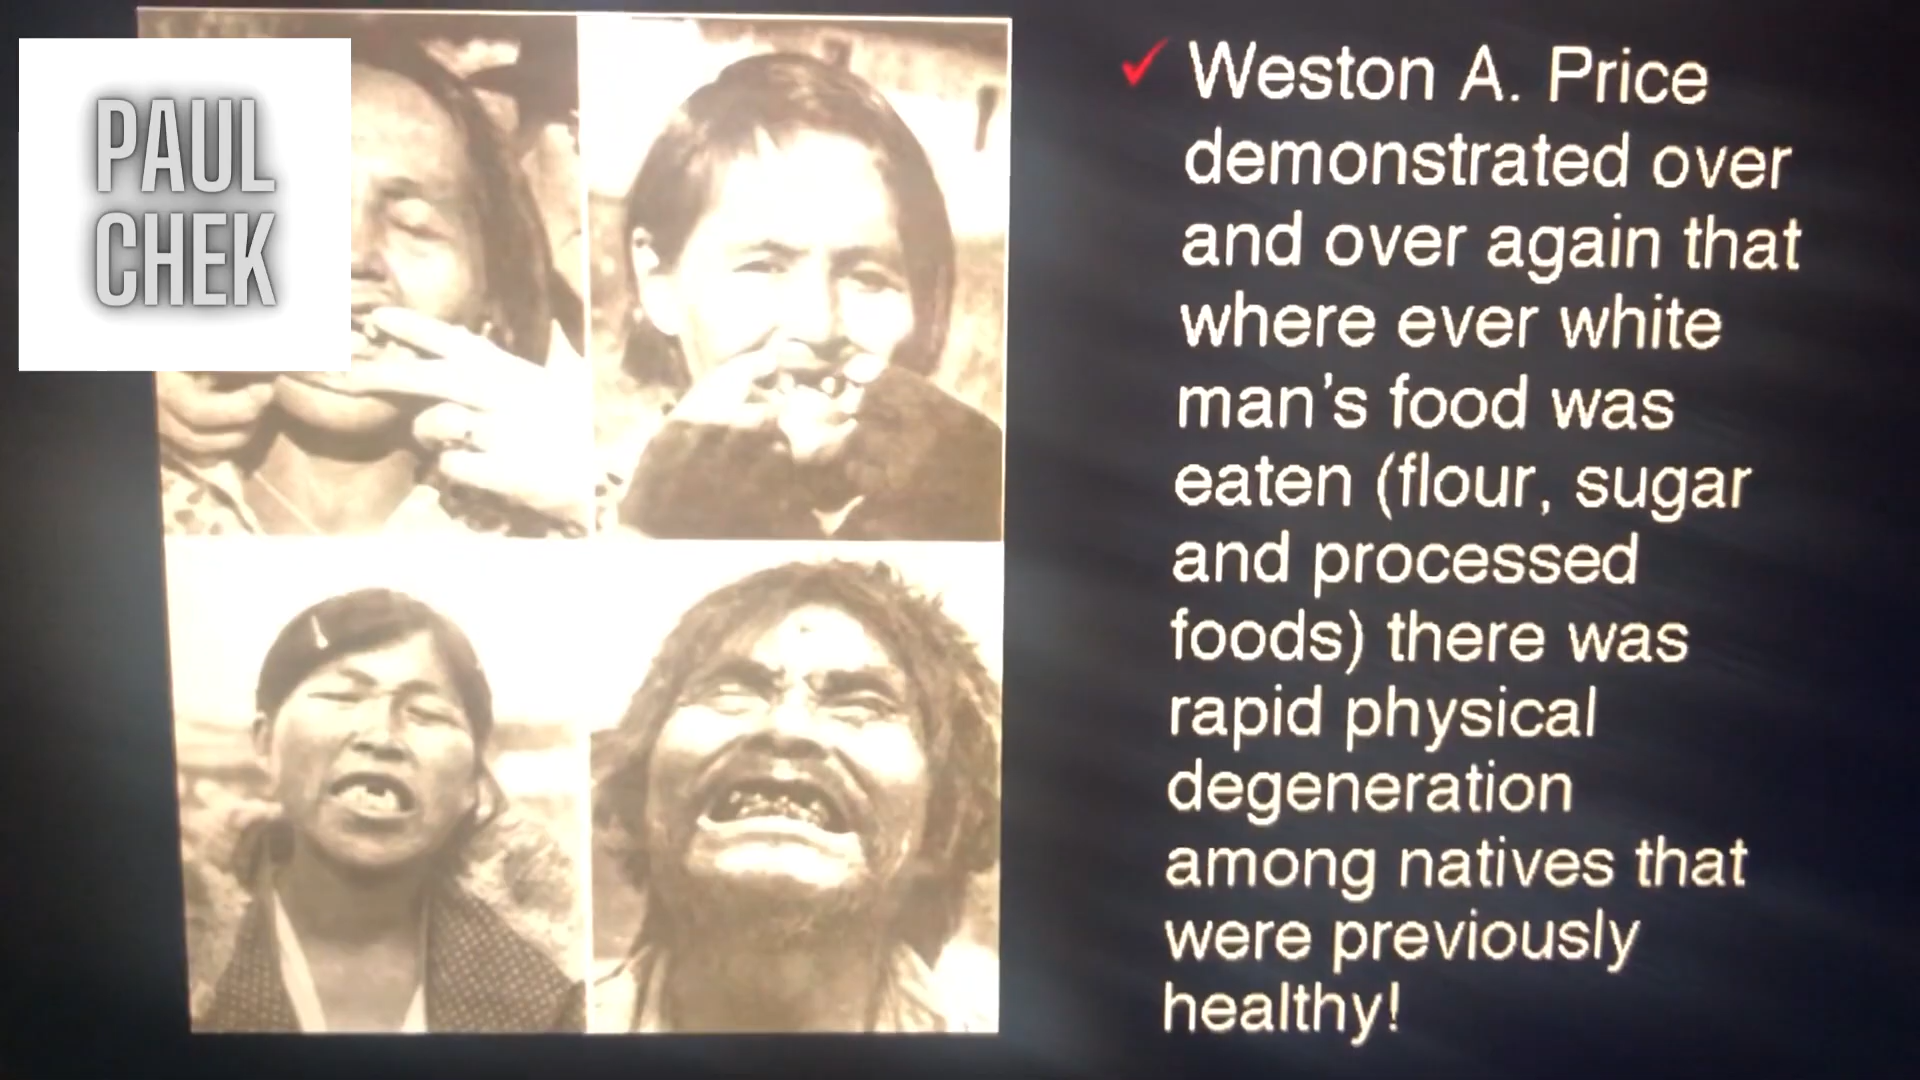 PAUL
CHEK
✓ Weston A. Price
demonstrated over
and over again that
where ever white
man's food was
eaten (flour, sugar
and processed
foods) there was
rapid physical
degeneration
among natives that
were previously
healthy!